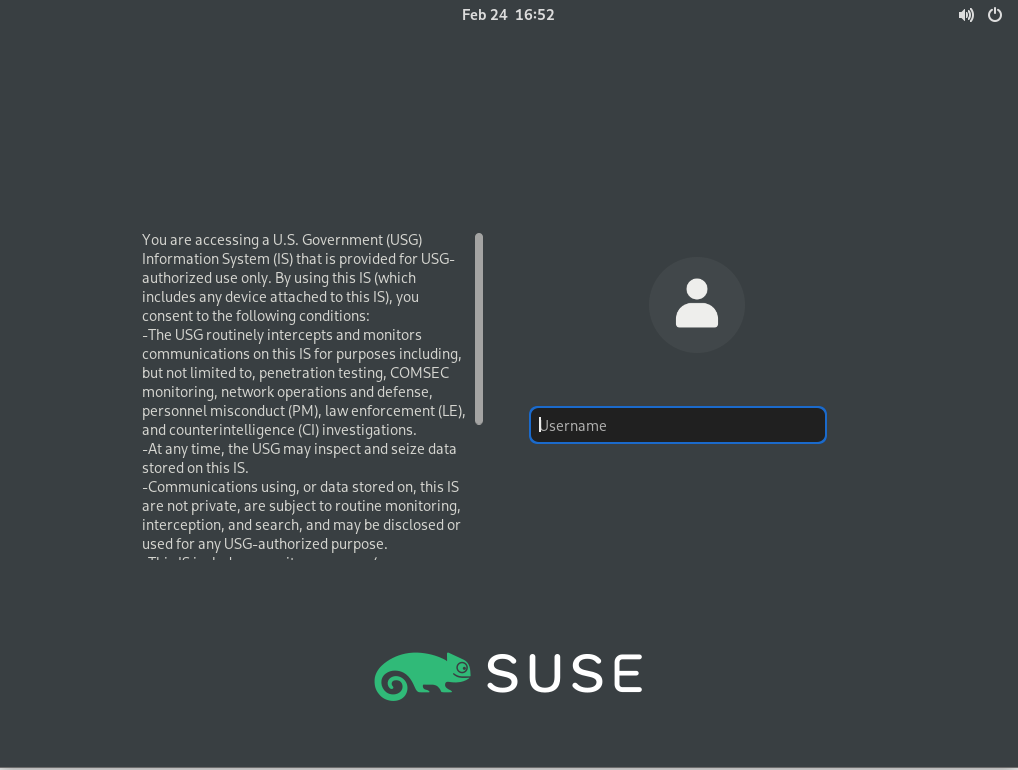 Feb 24 16:52
You are accessing a U.S. Government (USG)
Information System (IS) that is provided for USG-
authorized use only. By using this IS (which
includes any device attached to this IS), you
consent to the following conditions:
-The USG routinely intercepts and monitors
communications on this IS for purposes including,
but not limited to, penetration testing, COMSEC
monitoring, network operations and defense,
personnel misconduct (PM), law enforcement (LE),
and counterintelligence (CI) investigations.
-At any time, the USG may inspect and seize data
stored on this IS.
-Communications using, or data stored on, this IS
are not private, are subject to routine monitoring,
interception, and search, and may be disclosed or
used for any USG-authorized purpose.
Username
SUSE